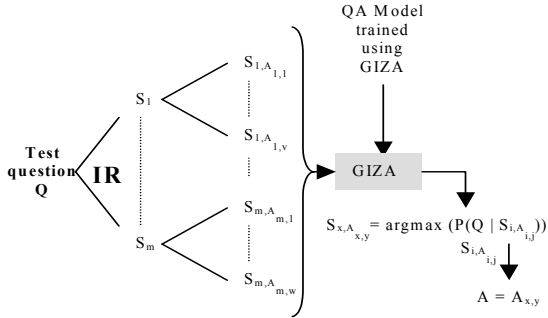 QA Model
trained
using
GIZA
Test
question
Q
IR
S1
Sm
S1,A1,1
S1,A1,v
Sm,Am,1
Sm,Am,w
GIZA
Sx,Ax,y = argmax (P(Q | Si,Ai,j))
Si,Ai,j
A = Ax,y